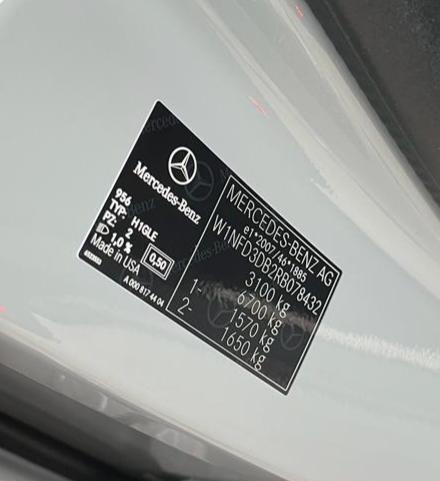 Mercedes-Benz
956
TYP: H1GLE
PZ: 2
1,0 %
0,50
Made in USA
A 000 817 44 04
MERCEDES-BENZ AG
e1*2007/46*1885
W1NFD3DB2RB078432
3100 kg
6700 kg
1- 1570 kg
2- 1650 kg